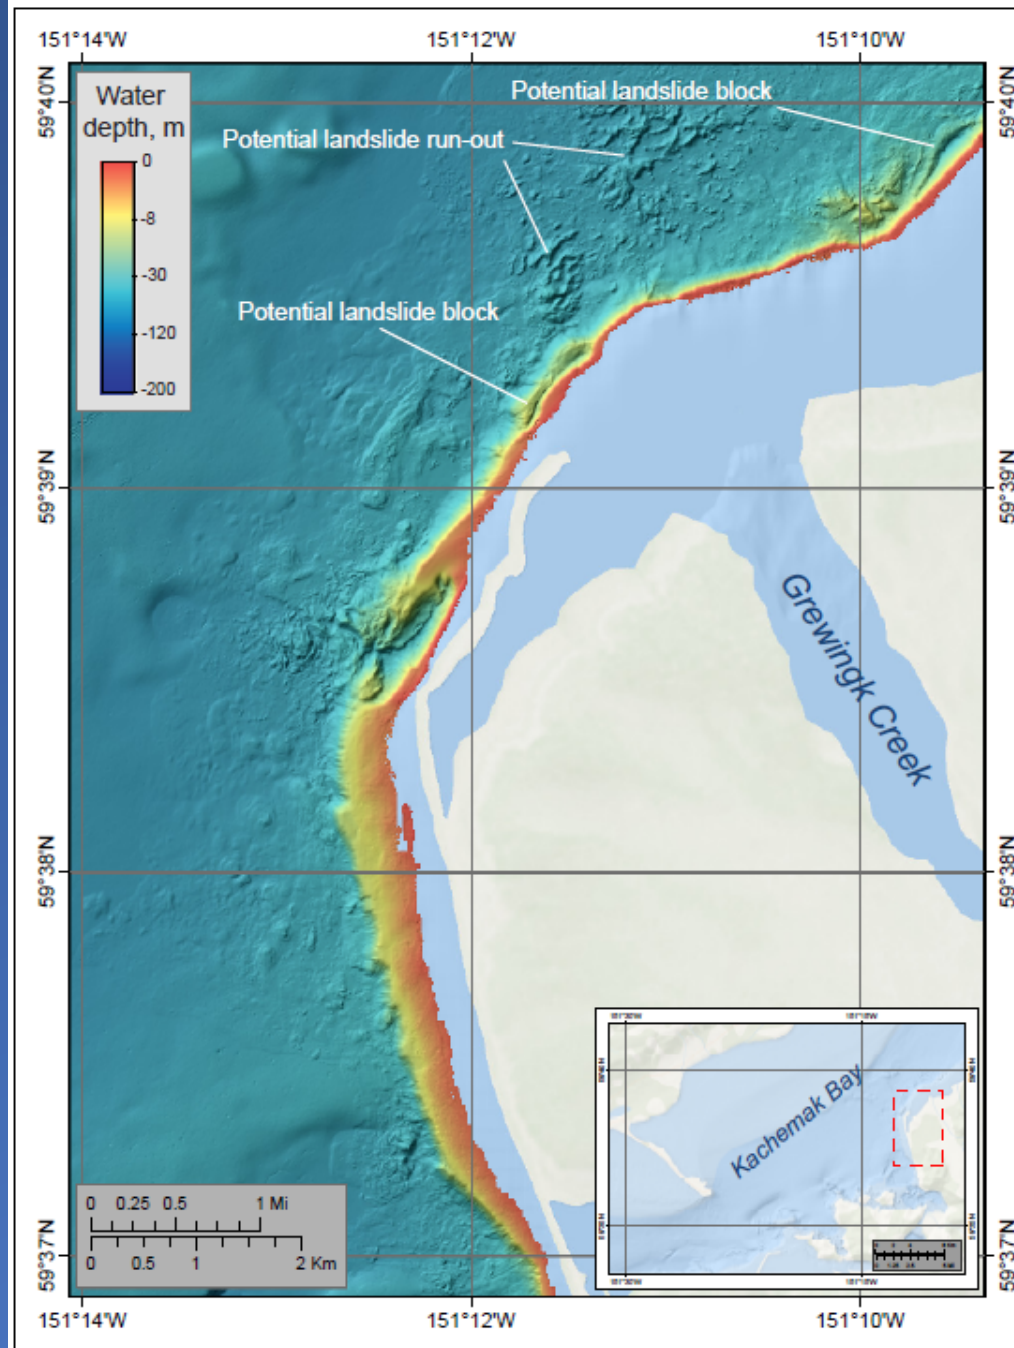 151°14'W 151°12'W 151°10'W
59°40'N 59°40'N
Water
depth, m
0
-8
-30
-120
-200
Potential landslide block
Potential landslide run-out
Potential landslide block
59°39'N 59°39'N
Grewingk Creek
59°38'N 59°38'N
Kachemak Bay
0 0.25 0.5 1 Mi
0 0.5 1 2 Km
59°37'N 59°37'N
151°14'W 151°12'W 151°10'W